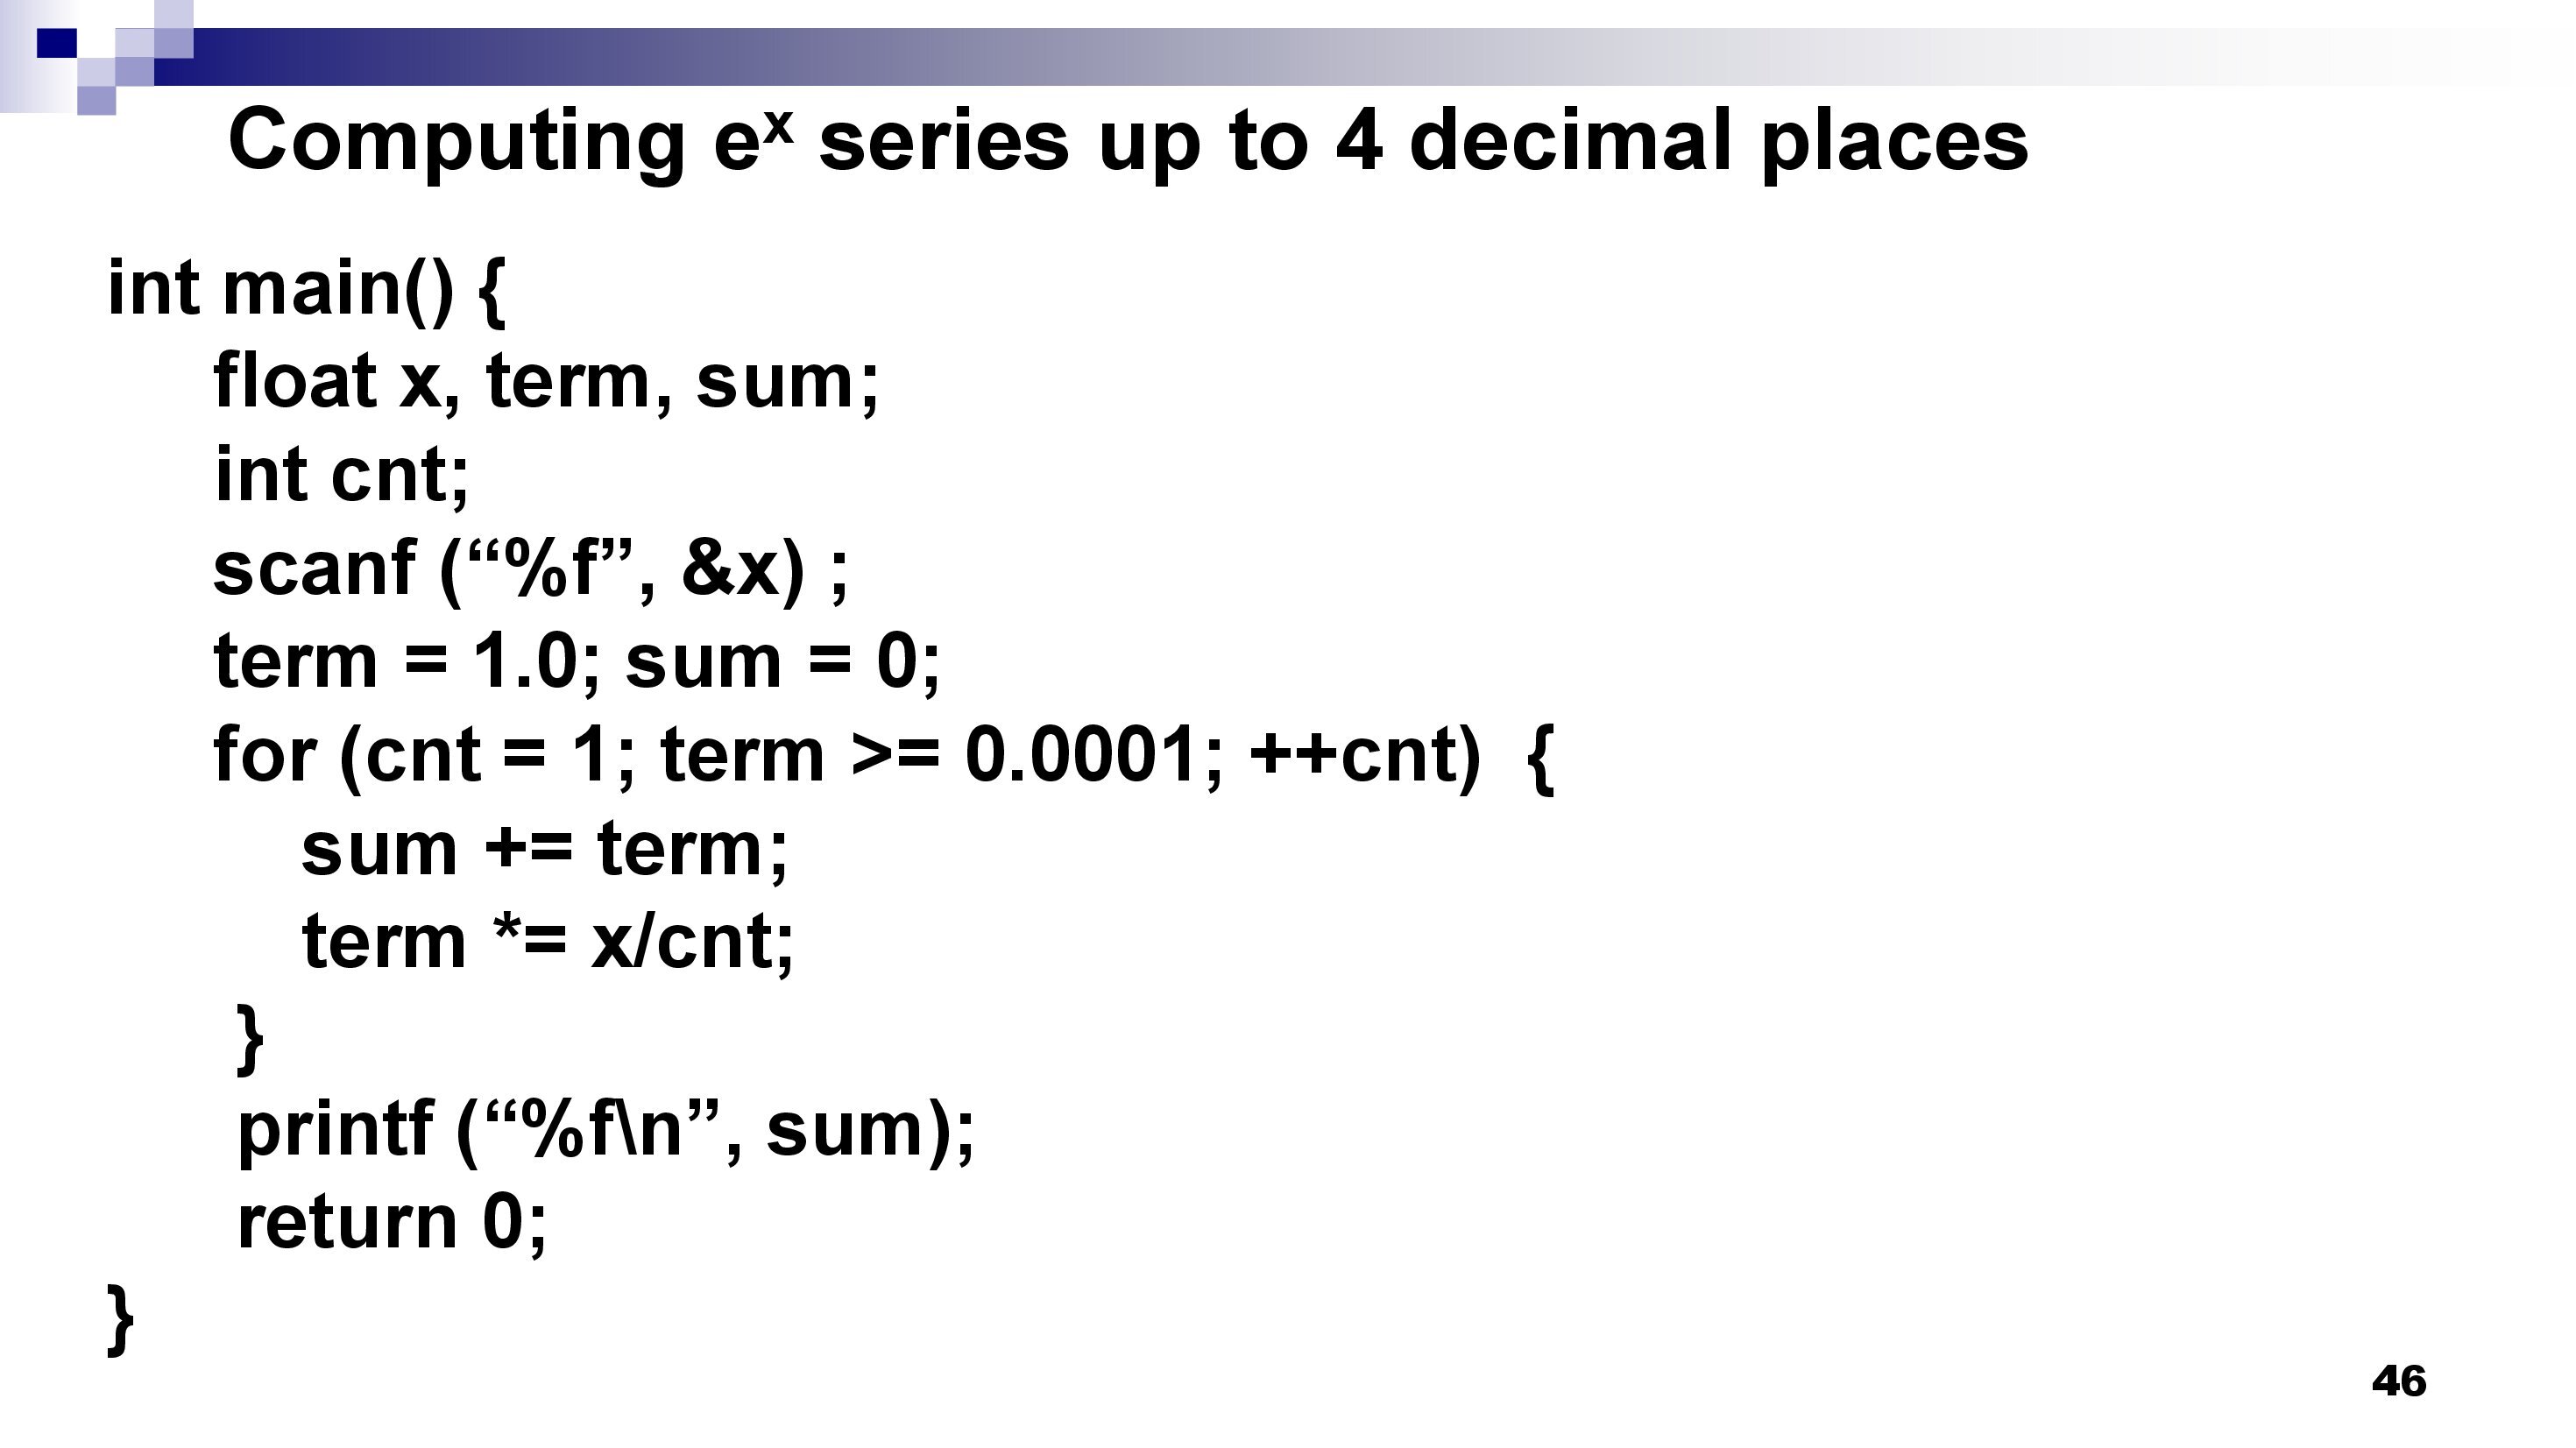 Computing eˣ series up to 4 decimal places
int main() {
float x, term, sum;
int cnt;
scanf (“%f”, &x) ;
term = 1.0; sum = 0;
for (cnt = 1; term >= 0.0001; ++cnt)  {
sum += term;
term *= x/cnt;
}
printf (“%f\n”, sum);
return 0;
}
46